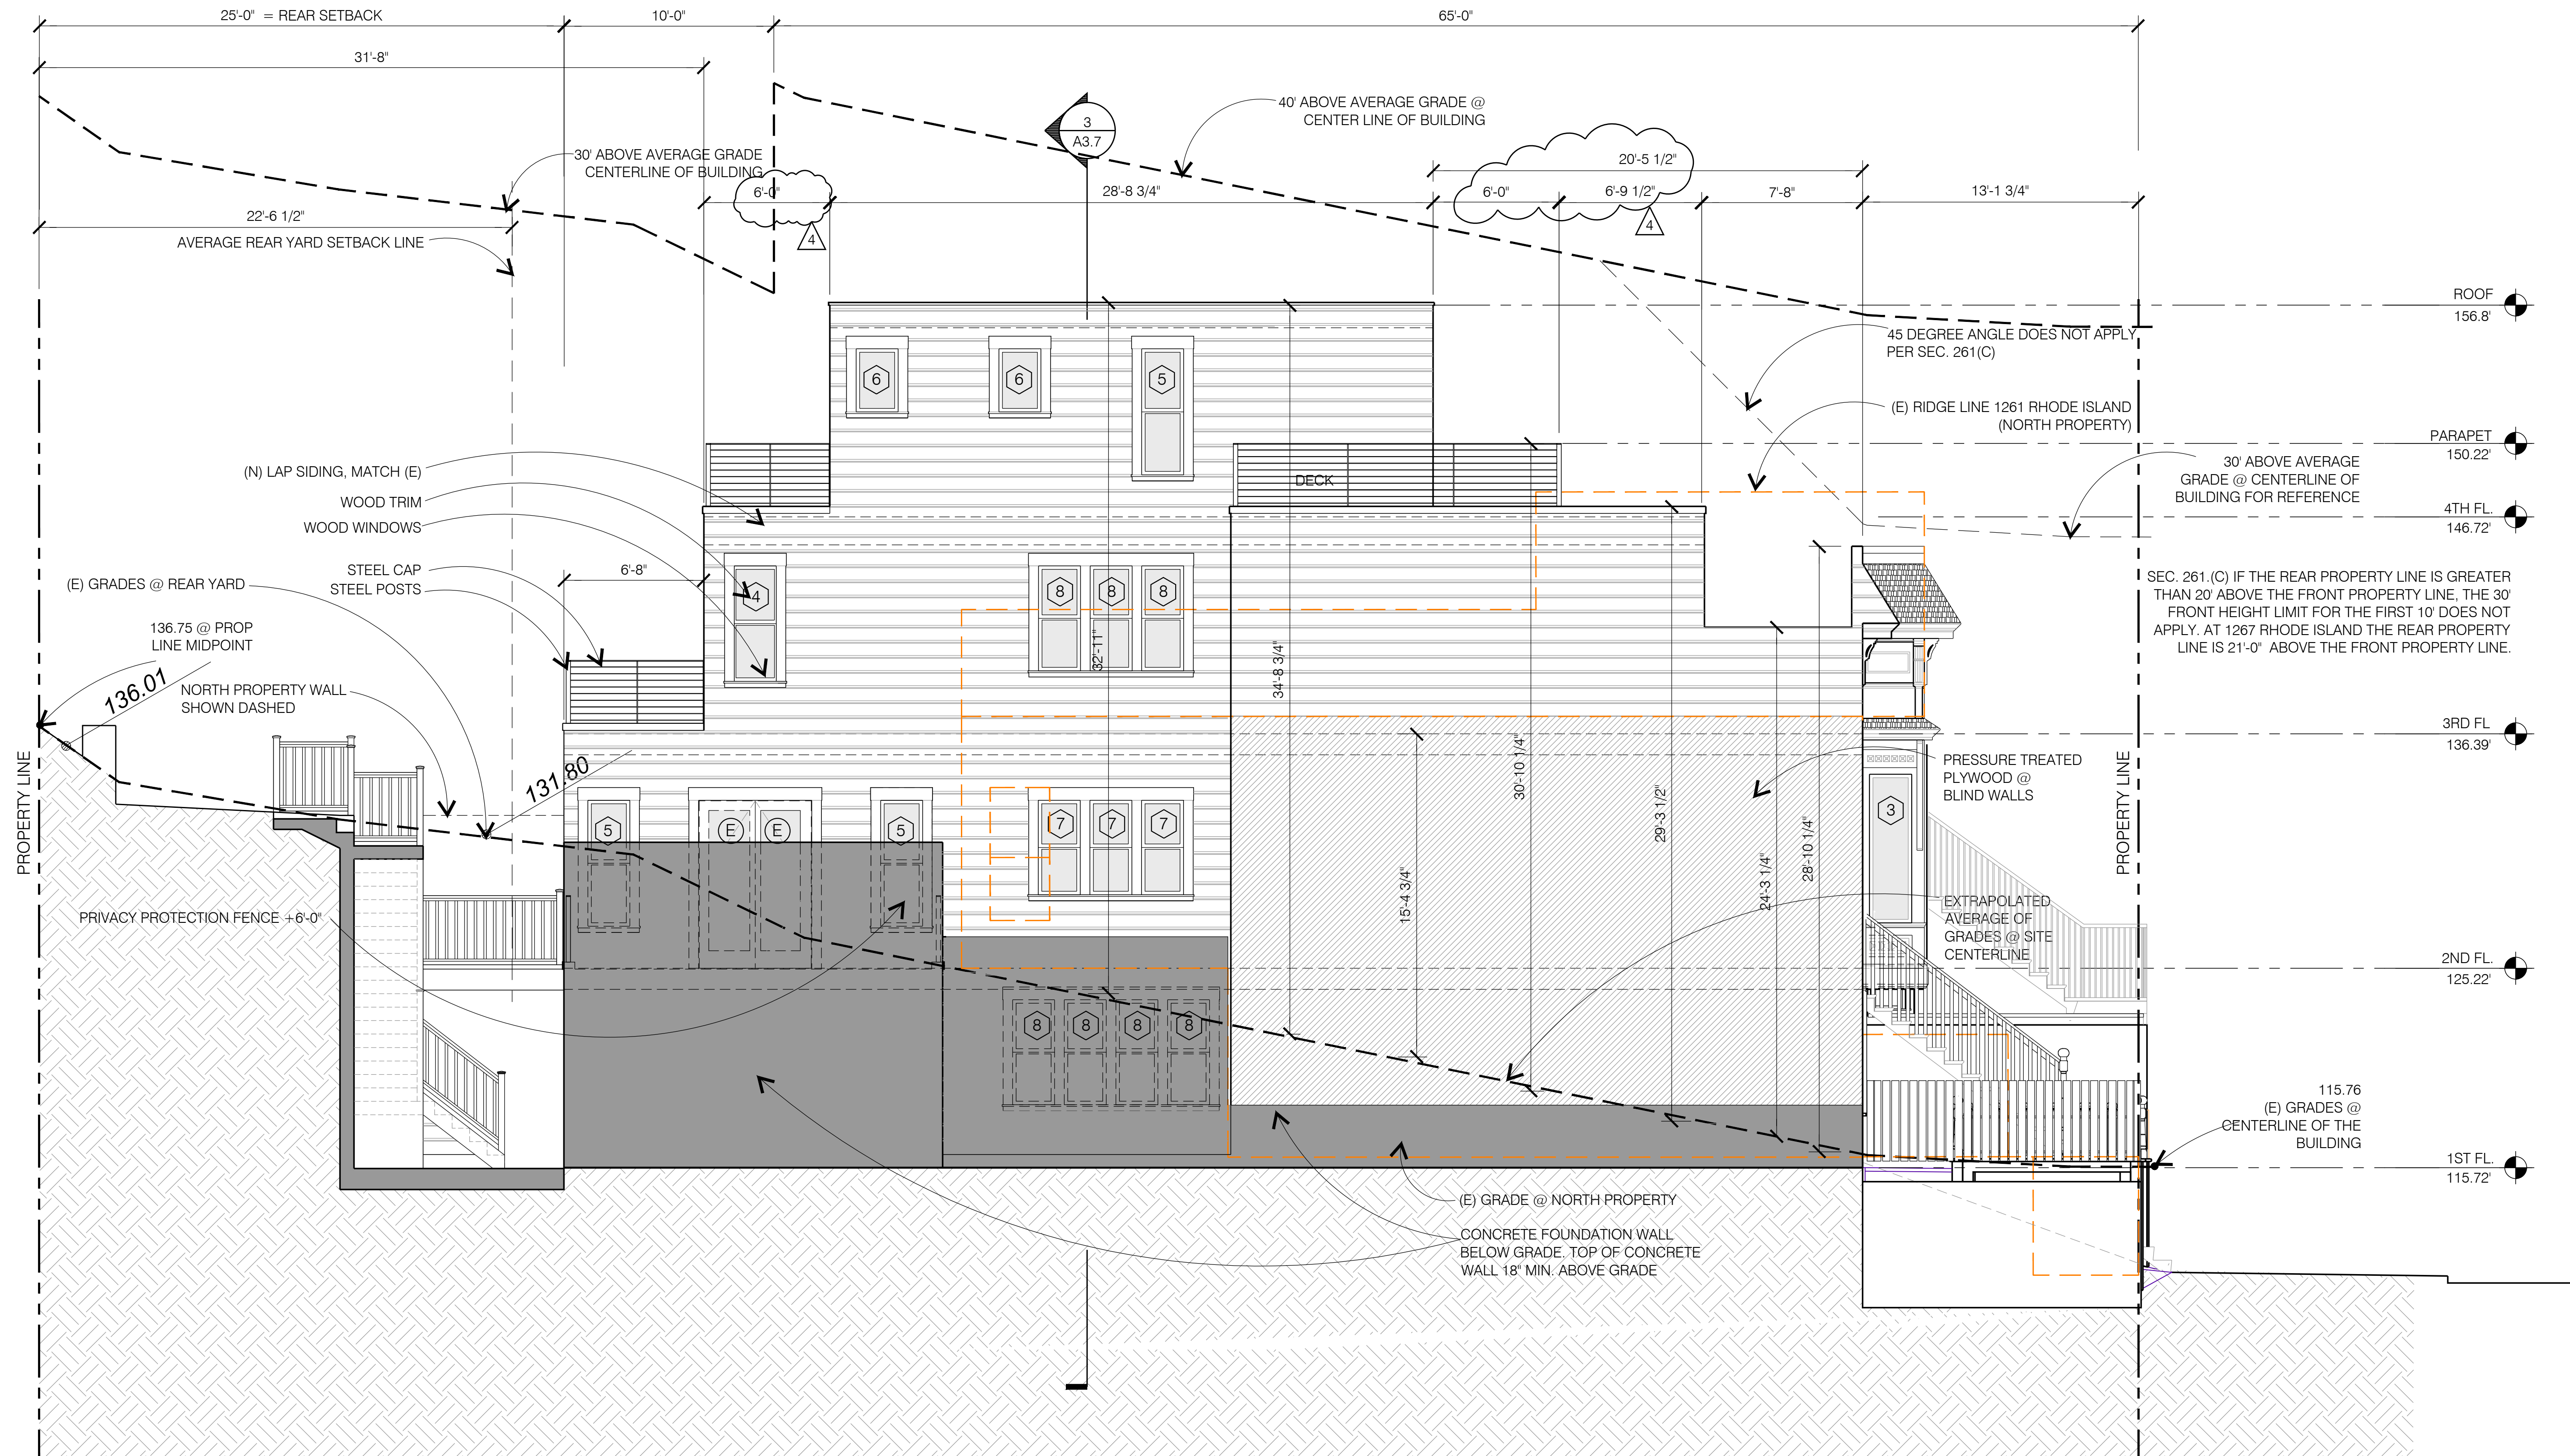 25'-0" = REAR SETBACK
10'-0"
65'-0"
31'-8"
40' ABOVE AVERAGE GRADE @
CENTER LINE OF BUILDING
3
A3.7
30' ABOVE AVERAGE GRADE
CENTERLINE OF BUILDING
20'-5 1/2"
6'-0"
28'-8 3/4"
6'-0"
6'-9 1/2"
7'-8"
13'-1 3/4"
22'-6 1/2"
4
4
AVERAGE REAR YARD SETBACK LINE
ROOF
156.8'
45 DEGREE ANGLE DOES NOT APPLY
PER SEC. 261(C)
6
6
5
(E) RIDGE LINE 1261 RHODE ISLAND
(NORTH PROPERTY)
PARAPET
150.22'
30' ABOVE AVERAGE
GRADE @ CENTERLINE OF
BUILDING FOR REFERENCE
(N) LAP SIDING, MATCH (E)
WOOD TRIM
WOOD WINDOWS
DECK
4TH FL.
146.72'
STEEL CAP
STEEL POSTS
6'-8"
(E) GRADES @ REAR YARD
4
8
8
8
SEC. 261.(C) IF THE REAR PROPERTY LINE IS GREATER
THAN 20' ABOVE THE FRONT PROPERTY LINE, THE 30'
FRONT HEIGHT LIMIT FOR THE FIRST 10' DOES NOT
APPLY. AT 1267 RHODE ISLAND THE REAR PROPERTY
LINE IS 21'-0" ABOVE THE FRONT PROPERTY LINE.
136.75 @ PROP
LINE MIDPOINT
136.01
NORTH PROPERTY WALL
SHOWN DASHED
32'-11"
34'-8 3/4"
3RD FL
136.39'
PROPERTY LINE
131.80
30'-10 1/4"
29'-3 1/2"
28'-10 1/4"
24'-3 1/4"
15'-4 3/4"
PRESSURE TREATED
PLYWOOD @
BLIND WALLS
PROPERTY LINE
5
E
E
5
7
7
7
3
PRIVACY PROTECTION FENCE +6'-0"
EXTRAPOLATED
AVERAGE OF
GRADES @ SITE
CENTERLINE
2ND FL.
125.22'
8
8
8
8
115.76
(E) GRADES @
CENTERLINE OF THE
BUILDING
1ST FL.
115.72'
(E) GRADE @ NORTH PROPERTY
CONCRETE FOUNDATION WALL
BELOW GRADE. TOP OF CONCRETE
WALL 18" MIN. ABOVE GRADE